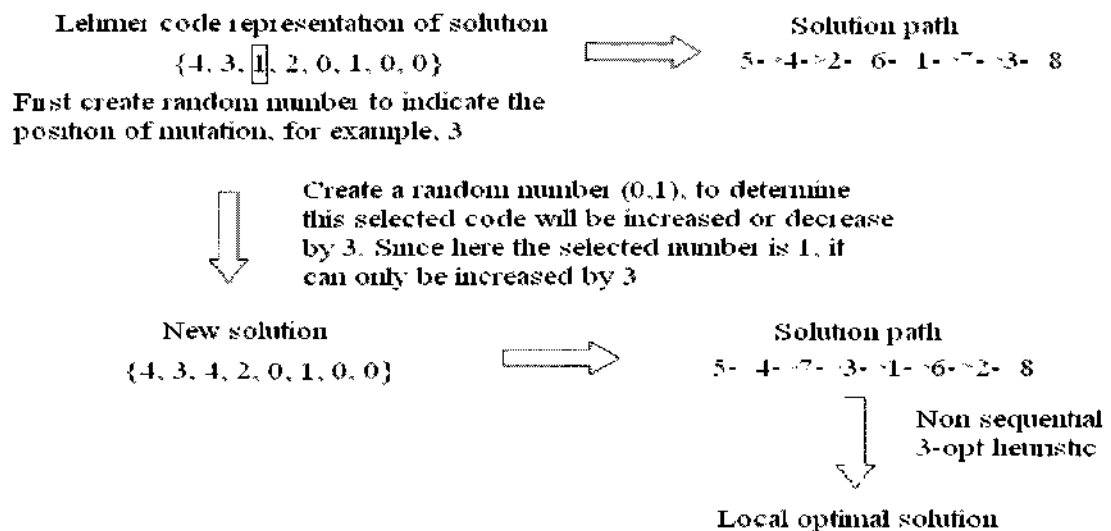 Lehmer code representation of solution
{4, 3, 1, 2, 0, 1, 0, 0}
Solution path
5- >4- >2- 6- 1- >7- >3- 8
First create random number to indicate the
position of mutation, for example, 3
Create a random number (0,1), to determine
this selected code will be increased or decrease
by 3. Since here the selected number is 1, it
can only be increased by 3
New solution
{4, 3, 4, 2, 0, 1, 0, 0}
Solution path
5- 4- >7- >3- >1- >6- >2- 8
Non sequential
3-opt heuristic
Local optimal solution